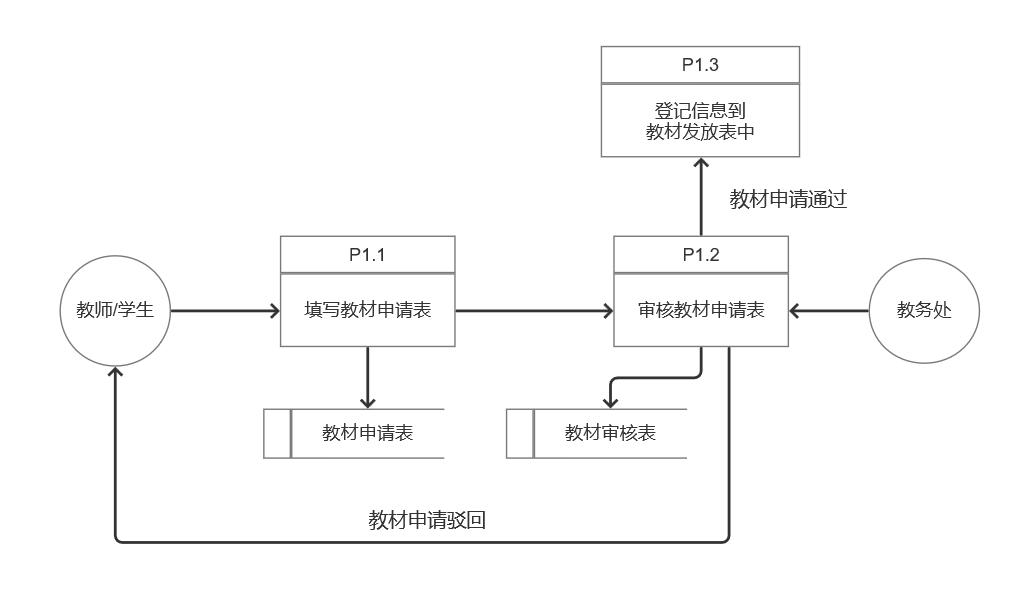 P1.3
登记信息到
教材发放表中
教材申请通过
P1.1
P1.2
教师/学生
填写教材申请表
审核教材申请表
教务处
教材申请表
教材审核表
教材申请驳回